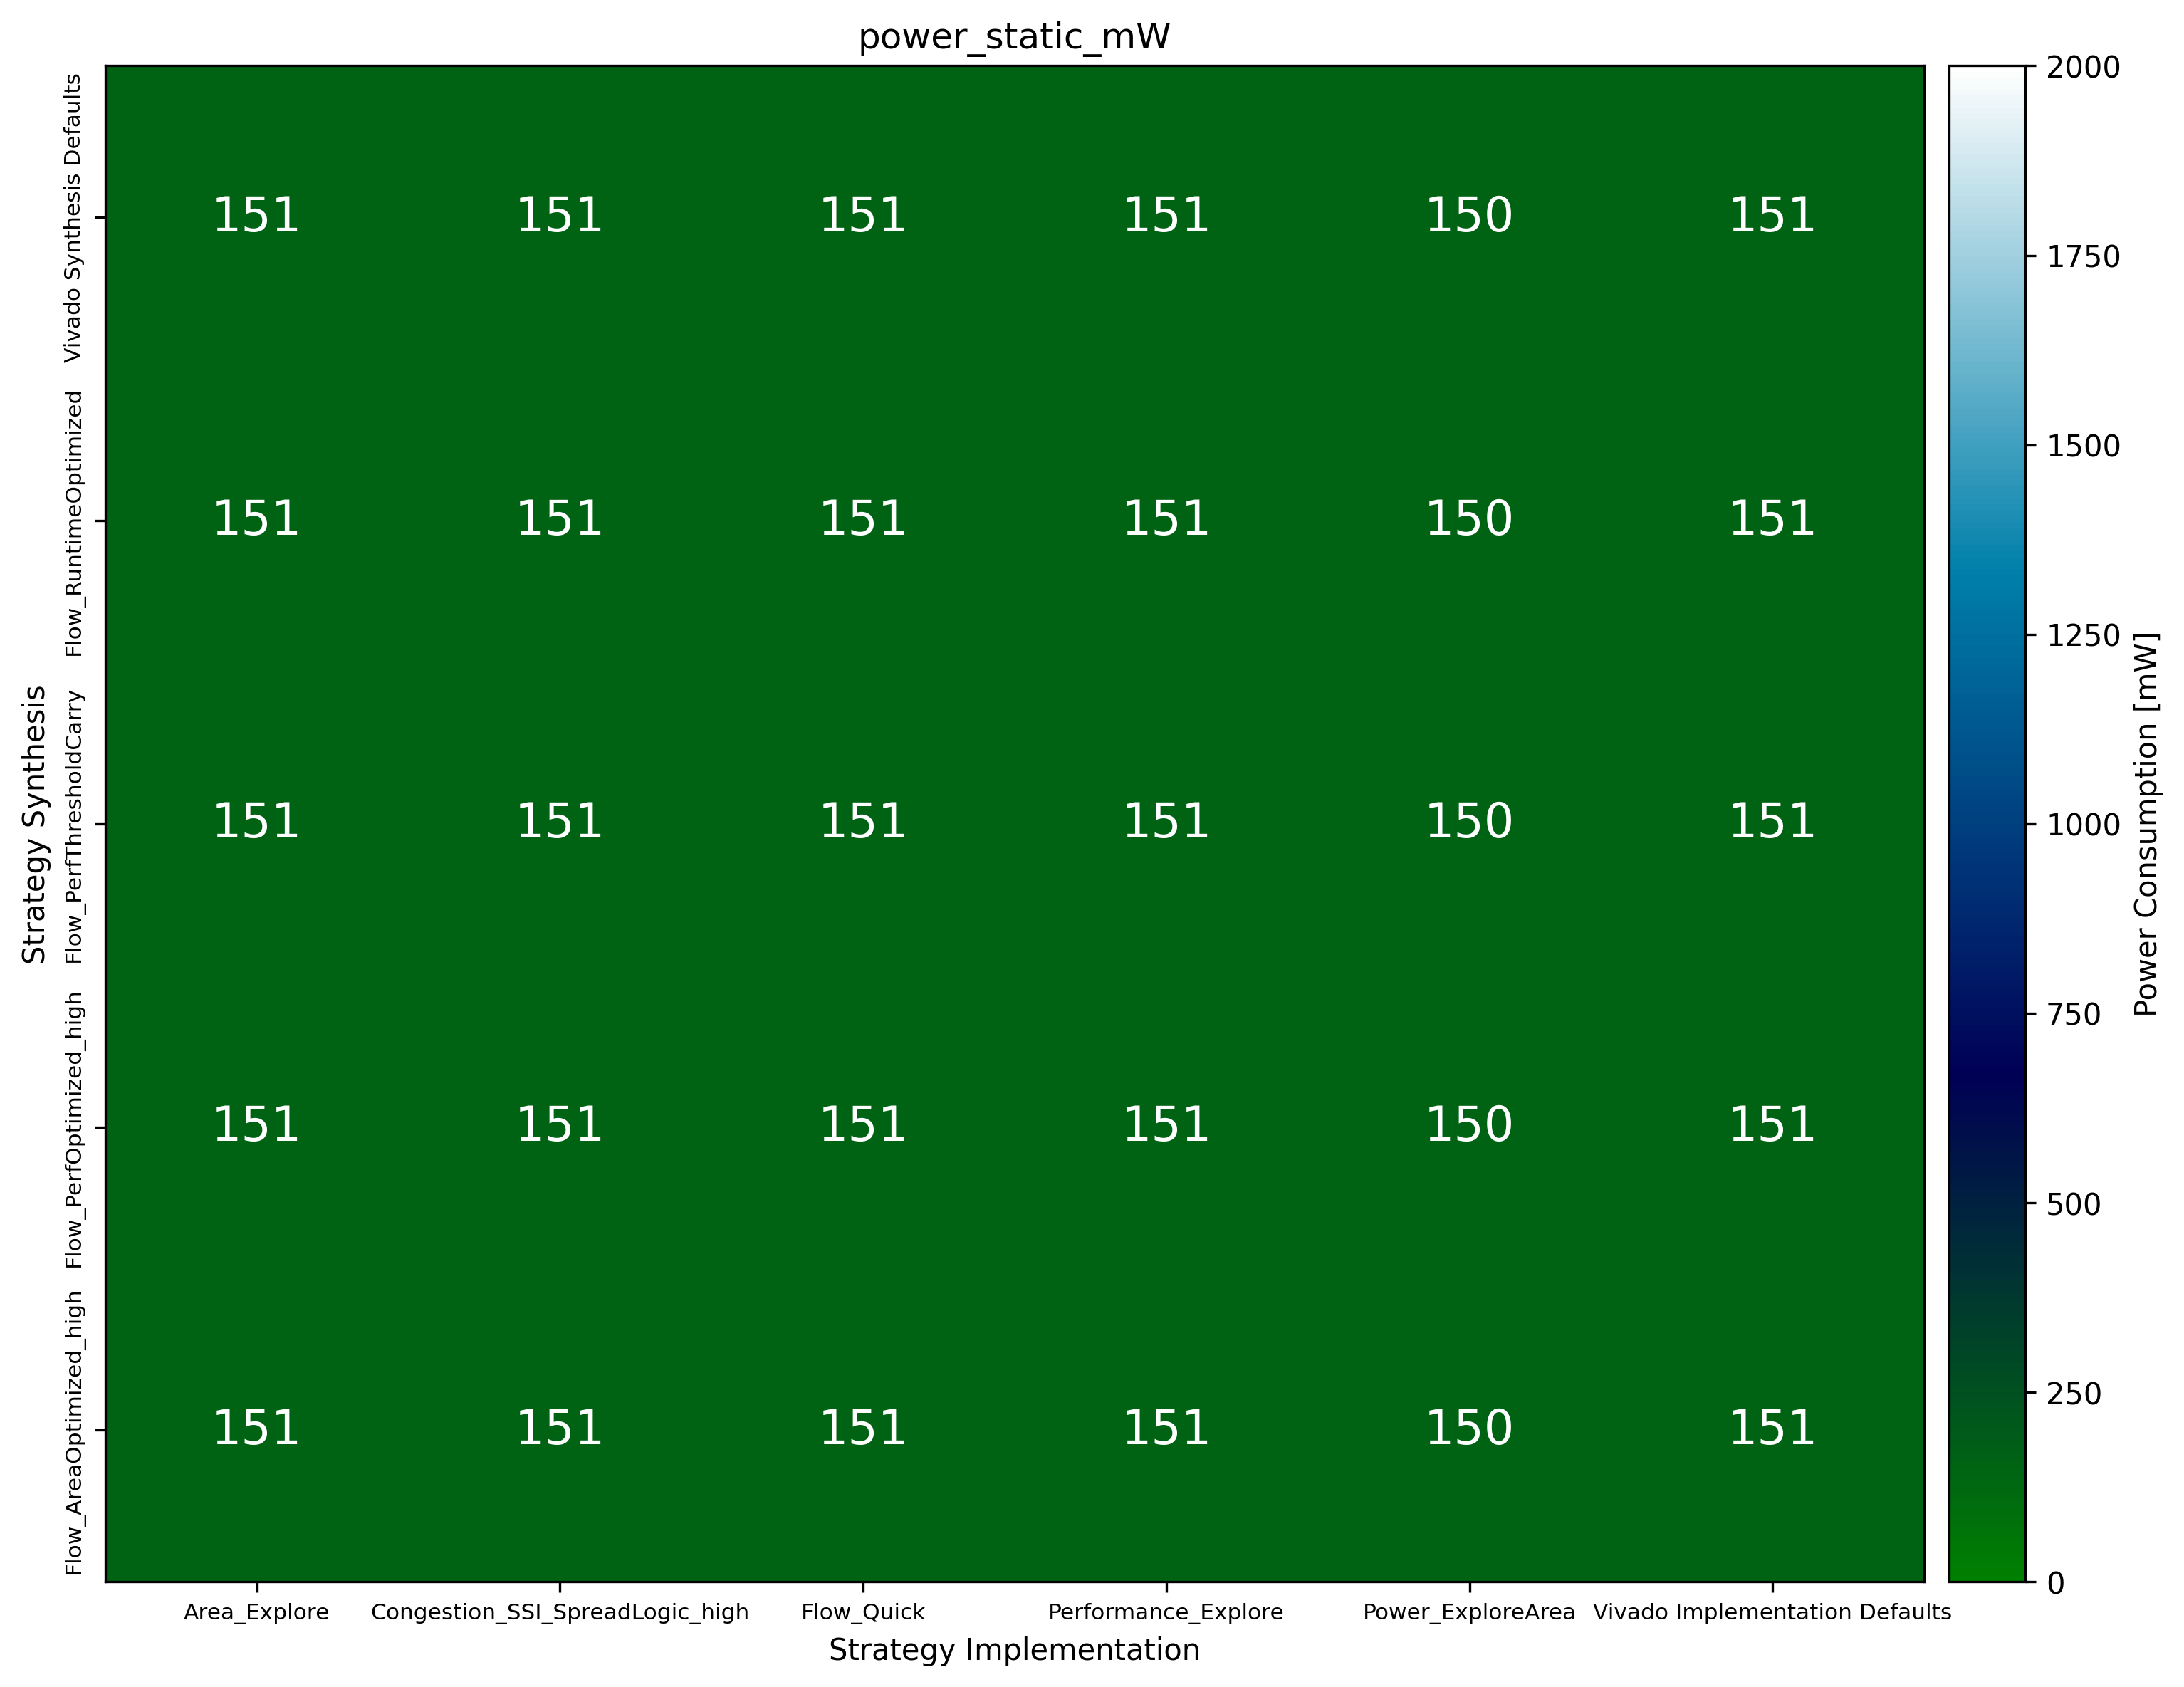 power_static_mW
Strategy Synthesis
Vivado Synthesis Defaults
151 151 151 151 150 151
Flow_RuntimeOptimized
151 151 151 151 150 151
Flow_PerfThresholdCarry
151 151 151 151 150 151
Flow_PerfOptimized_high
151 151 151 151 150 151
Flow_AreaOptimized_high
151 151 151 151 150 151
Area_Explore Congestion_SSI_SpreadLogic_high Flow_Quick Performance_Explore Power_ExploreArea Vivado Implementation Defaults
Strategy Implementation
2000
1750
1500
1250
1000
750
500
250
0
Power Consumption [mW]